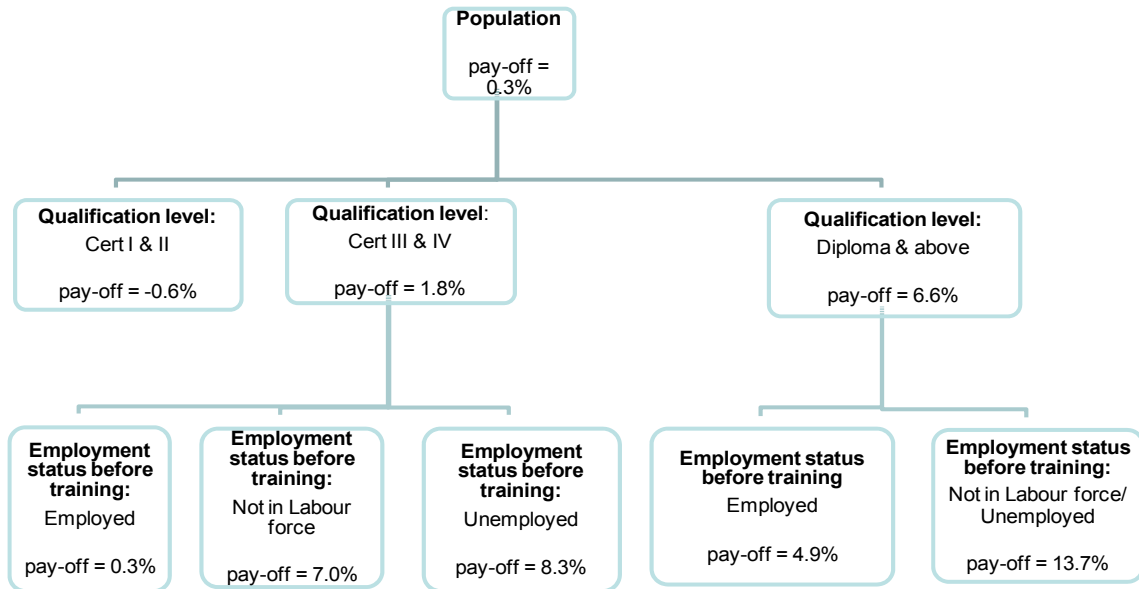 Population
pay-off =
0.3%
Qualification level:
Cert I & II
pay-off = -0.6%
Qualification level:
Cert III & IV
pay-off = 1.8%
Qualification level:
Diploma & above
pay-off = 6.6%
Employment
status before
training:
Employed
pay-off = 0.3%
Employment
status before
training:
Not in Labour
force
pay-off = 7.0%
Employment
status before
training:
Unemployed
pay-off = 8.3%
Employment status
before training
Employed
pay-off = 4.9%
Employment status
before training:
Not in Labour force/
Unemployed
pay-off = 13.7%